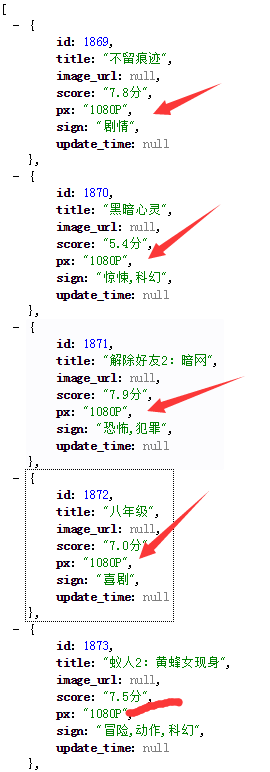 [
- {
id: 1869,
title: "不留痕迹",
image_url: null,
score: "7.8分",
px: "1080P",
sign: "剧情",
update_time: null
},
- {
id: 1870,
title: "黑暗心灵",
image_url: null,
score: "5.4分",
px: "1080P",
sign: "惊悚,科幻",
update_time: null
},
- {
id: 1871,
title: "解除好友2：暗网",
image_url: null,
score: "7.9分",
px: "1080P",
sign: "恐怖,犯罪",
update_time: null
},
- {
id: 1872,
title: "八年级",
image_url: null,
score: "7.0分",
px: "1080P",
sign: "喜剧",
update_time: null
},
- {
id: 1873,
title: "蚁人2：黄蜂女现身",
image_url: null,
score: "7.5分",
px: "1080P",
sign: "冒险,动作,科幻",
update_time: null
},